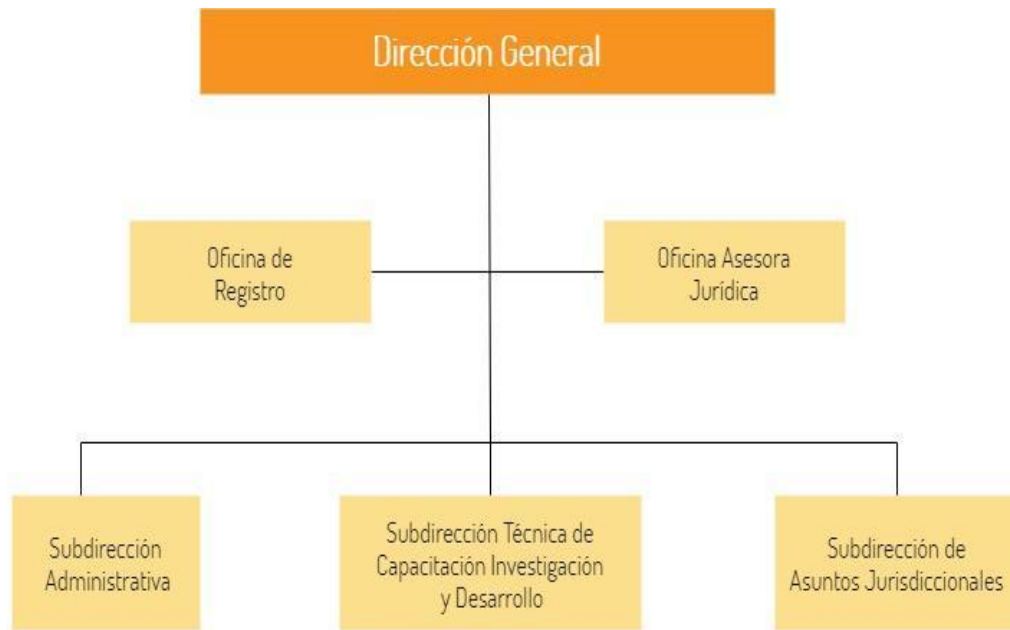 Dirección General
Oficina de
Registro
Oficina Asesora
Jurídica
Subdirección
Administrativa
Subdirección Técnica de
Capacitación Investigación
y Desarrollo
Subdirección de
Asuntos Jurisdiccionales